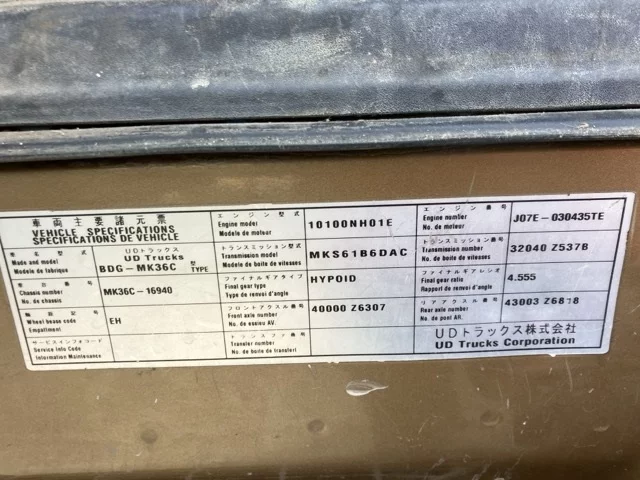 車両主要諸元票
VEHICLE SPECIFICATIONS
SPECIFICATIONS DE VEHICLE
車名型式
Made and model
Modele de fabrique
UDトラックス
UD Trucks
BDG-MK36C
型式
TYPE
車台番号
Chassis number
No. de chassis
MK36C-16940
Wheel base code
Empattment
EH
サービスインフォコード
Service Info Code
Information Maintenance
エンジン型式
Engine model
Modele de moteur
10100NH01E
トランスミッション型式
Transmission model
Modele de boite de vitesses
MKS61B6DAC
ファイナルギアタイプ
Final gear type
Type de renvoi d'angle
HYPOID
フロントアクスル番号
Front axle number
No. de essieu AV.
40000 Z6307
トランスファ番号
Transfer number
No. de boite de transfert
エンジン番号
Engine number
No. de moteur
J07E-030435TE
トランスミッション番号
Transmission number
No. de boite de vitesses
32040 Z537B
ファイナルギアレシオ
Final gear ratio
Rapport de renvoi d'angle
4.555
リアアクスル番号
Rear axle number
No. de pont AR.
43003
UDトラックス株式会社
UD Trucks Corporation